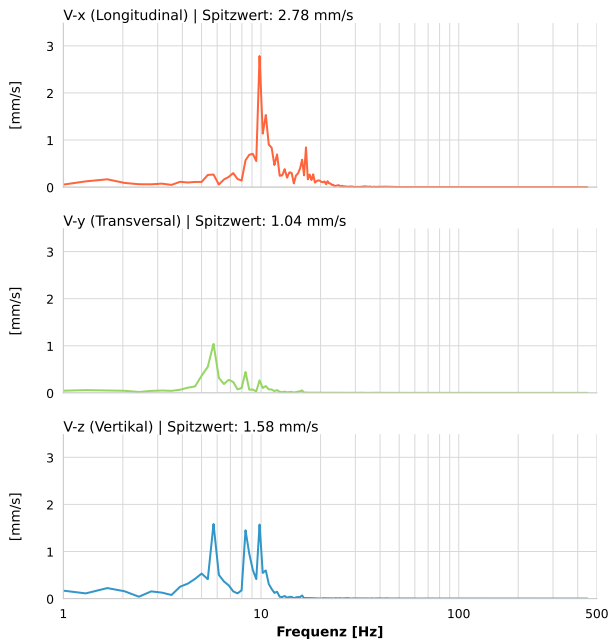 V-x (Longitudinal) | Spitzwert: 2.78 mm/s
3
2
1
0
[mm/s]
V-y (Transversal) | Spitzwert: 1.04 mm/s
3
2
1
0
[mm/s]
V-z (Vertikal) | Spitzwert: 1.58 mm/s
3
2
1
0
[mm/s]
1 10 100 500
Frequenz [Hz]